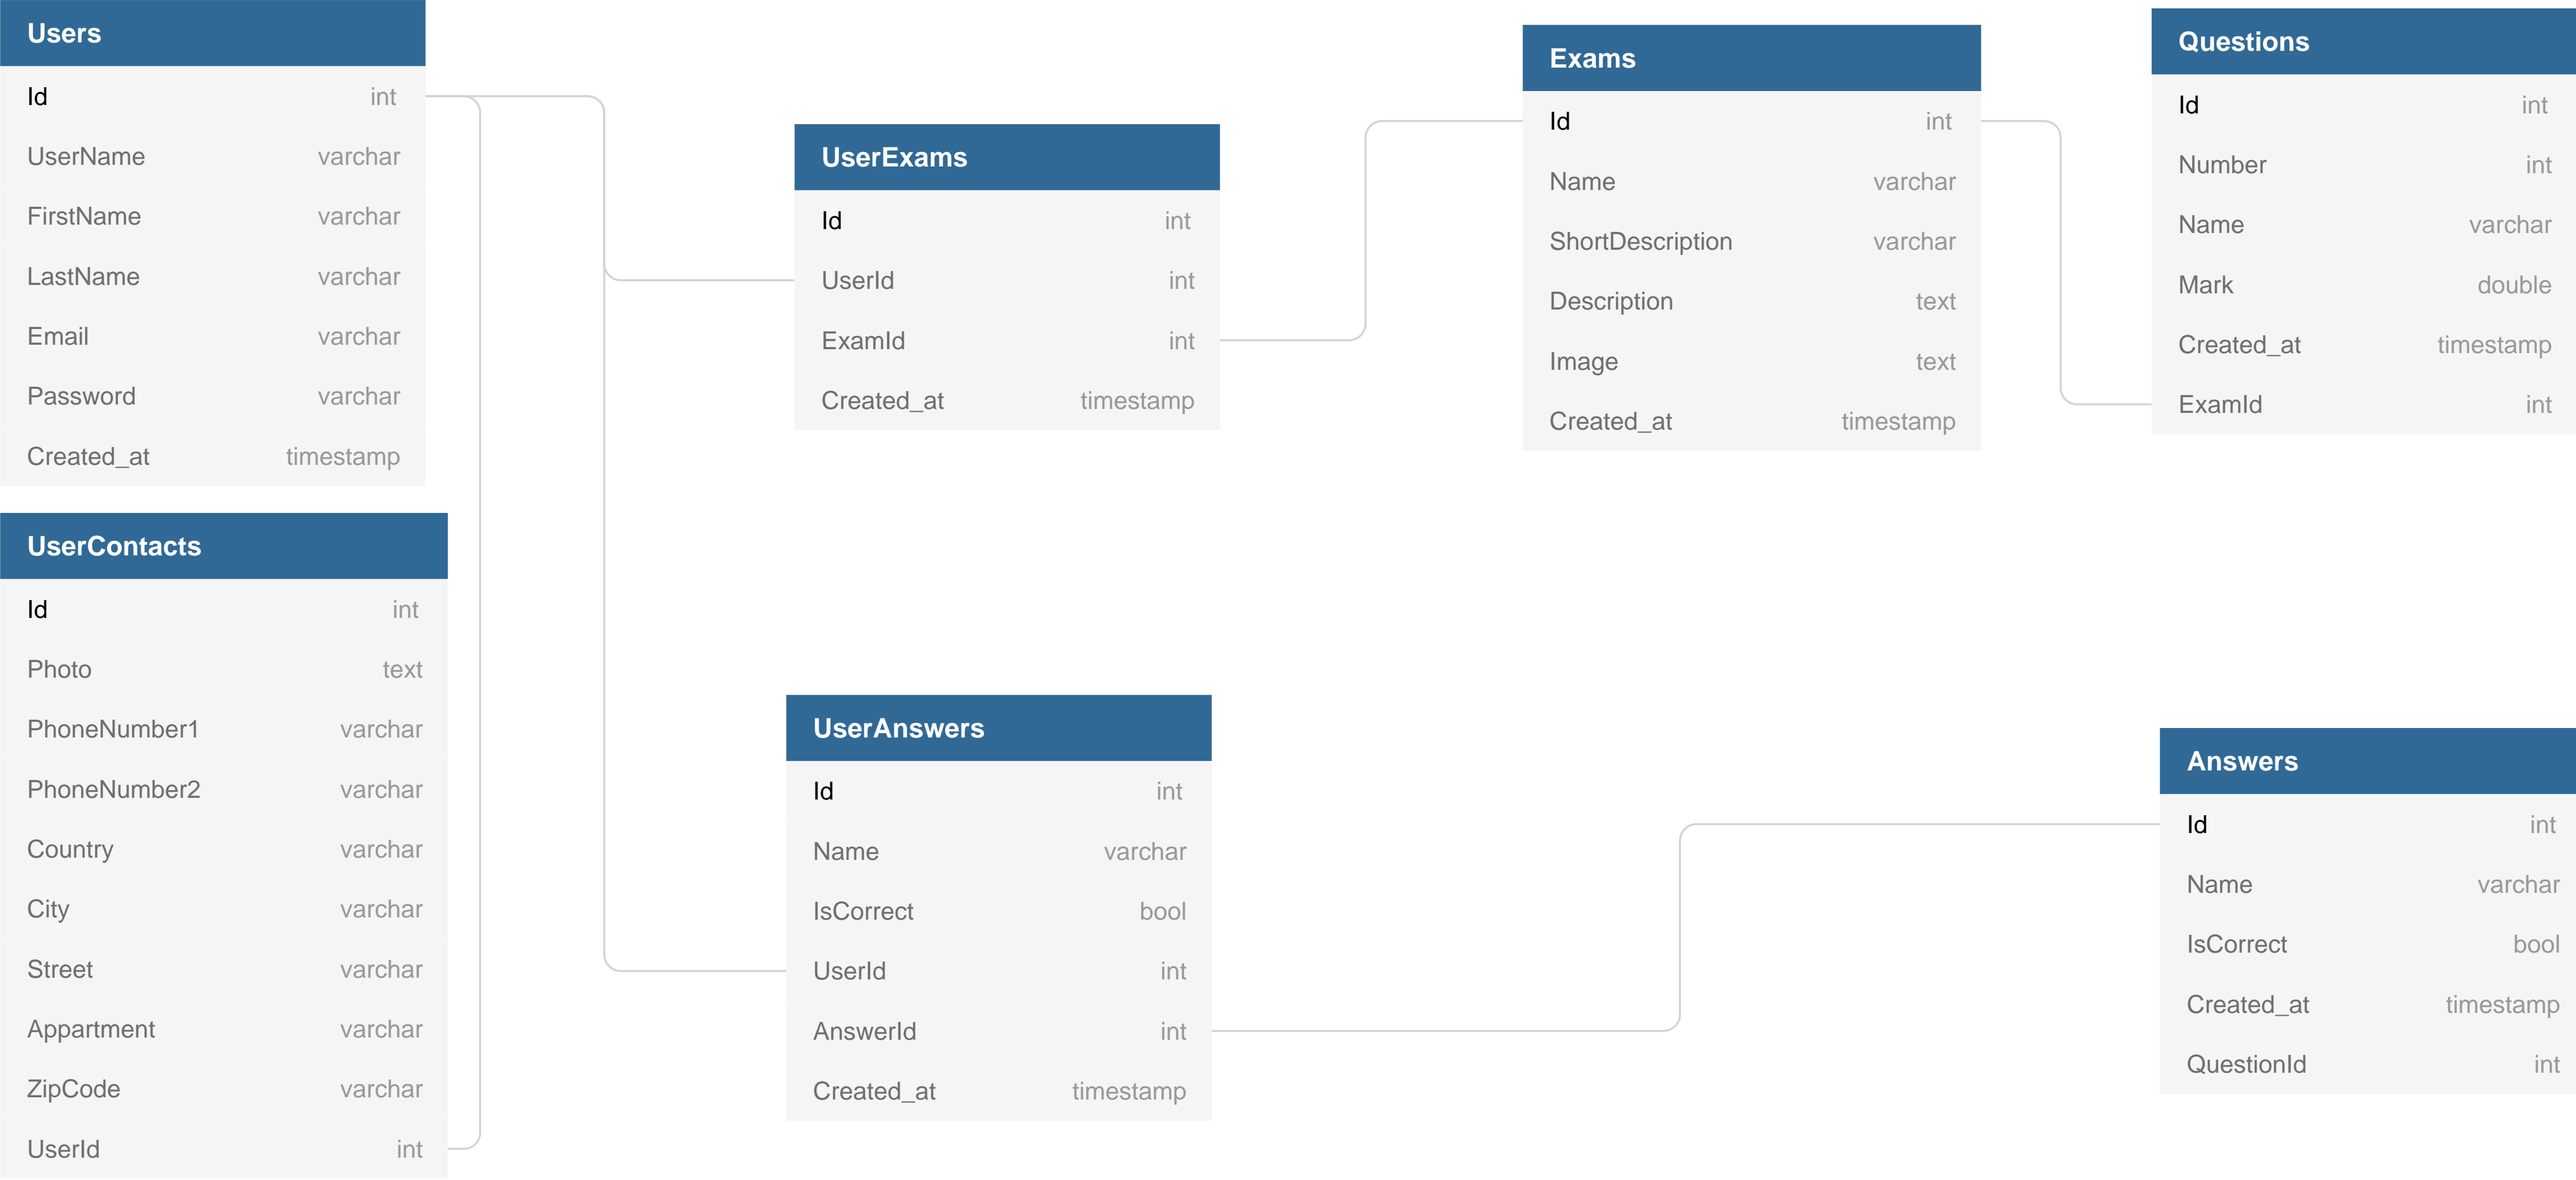 Users
Id int
UserName varchar
FirstName varchar
LastName varchar
Email varchar
Password varchar
Created_at timestamp
UserContacts
Id int
Photo text
PhoneNumber1 varchar
PhoneNumber2 varchar
Country varchar
City varchar
Street varchar
Appartment varchar
ZipCode varchar
UserId int
UserExams
Id int
UserId int
ExamId int
Created_at timestamp
UserAnswers
Id int
Name varchar
IsCorrect bool
UserId int
AnswerId int
Created_at timestamp
Exams
Id int
Name varchar
ShortDescription varchar
Description text
Image text
Created_at timestamp
Questions
Id int
Number int
Name varchar
Mark double
Created_at timestamp
ExamId int
Answers
Id int
Name varchar
IsCorrect bool
Created_at timestamp
QuestionId int